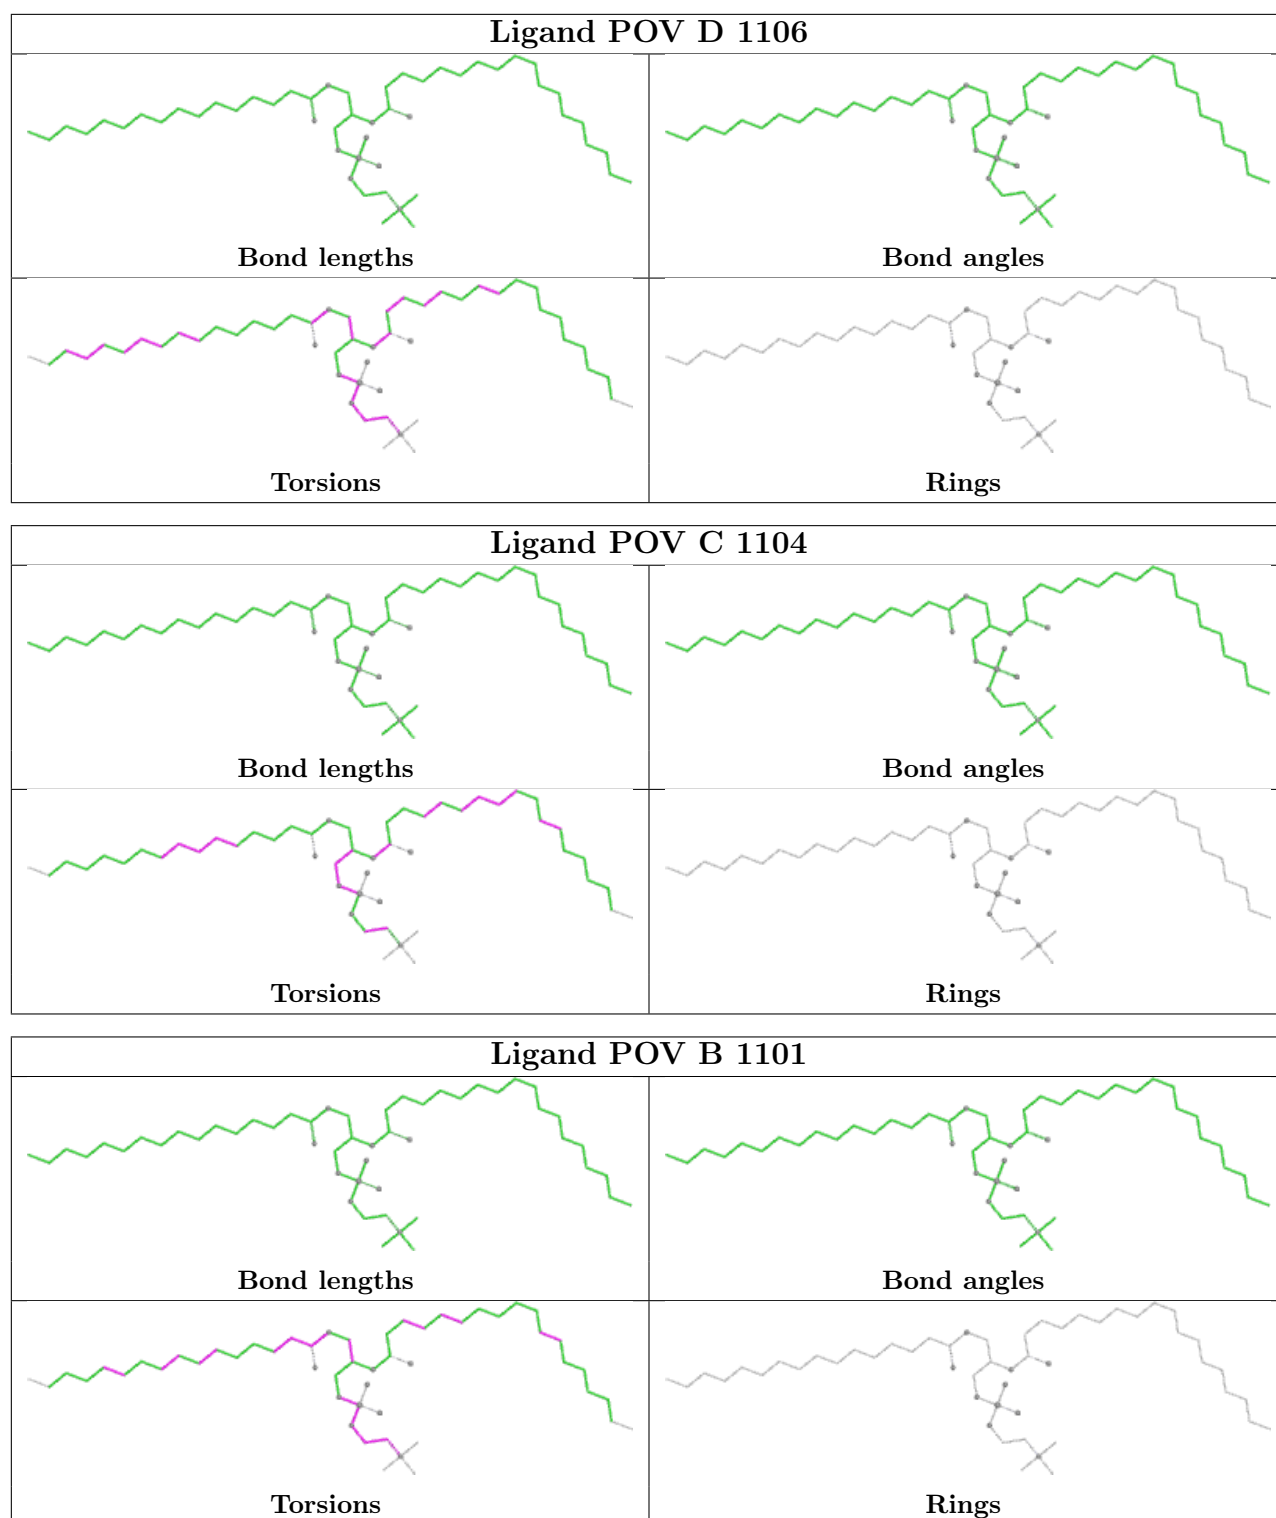 Ligand POV D 1106
Bond lengths
Bond angles
Torsions
Rings
Ligand POV C 1104
Bond lengths
Bond angles
Torsions
Rings
Ligand POV B 1101
Bond lengths
Bond angles
Torsions
Rings